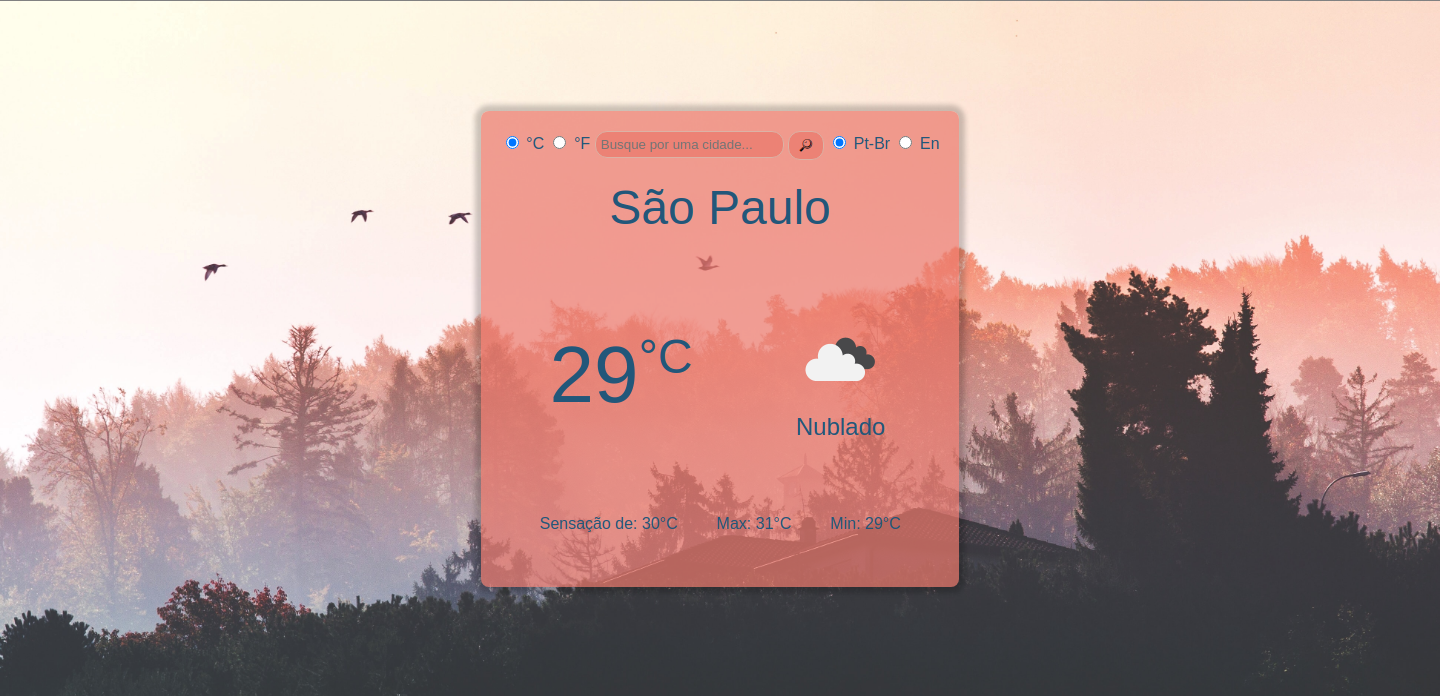 °C °F Busque por uma cidade... Pt-Br En
São Paulo
29°C
Nublado
Sensação de: 30°C Max: 31°C Min: 29°C